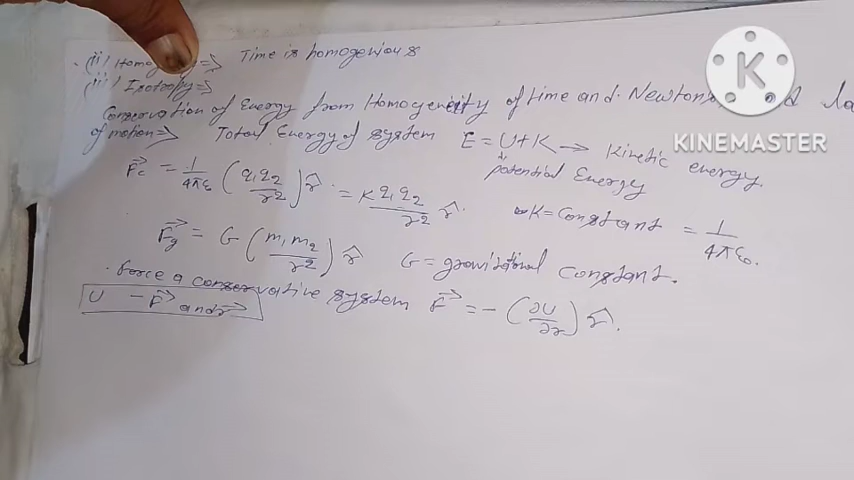 (ii) Homog => Time is homogenious
(iii) Isotropy=>
Conservation of Energy from Homogeneity of time and Newton's
of motion=> Total Energy of system E = U + K → Kinetic energy.
potential Energy
F⃗c = 1/4πε₀ (q₁q₂/r²) r̂ = K q₁q₂/r² r̂. K = Constant = 1/4πε₀.
F⃗g = G (m₁m₂/r²) r̂ G = gravitational constant.
Force a conservative system F⃗ = -(∂U/∂r) r̂.
U - F⃗ and r⃗
K
KINEMASTER